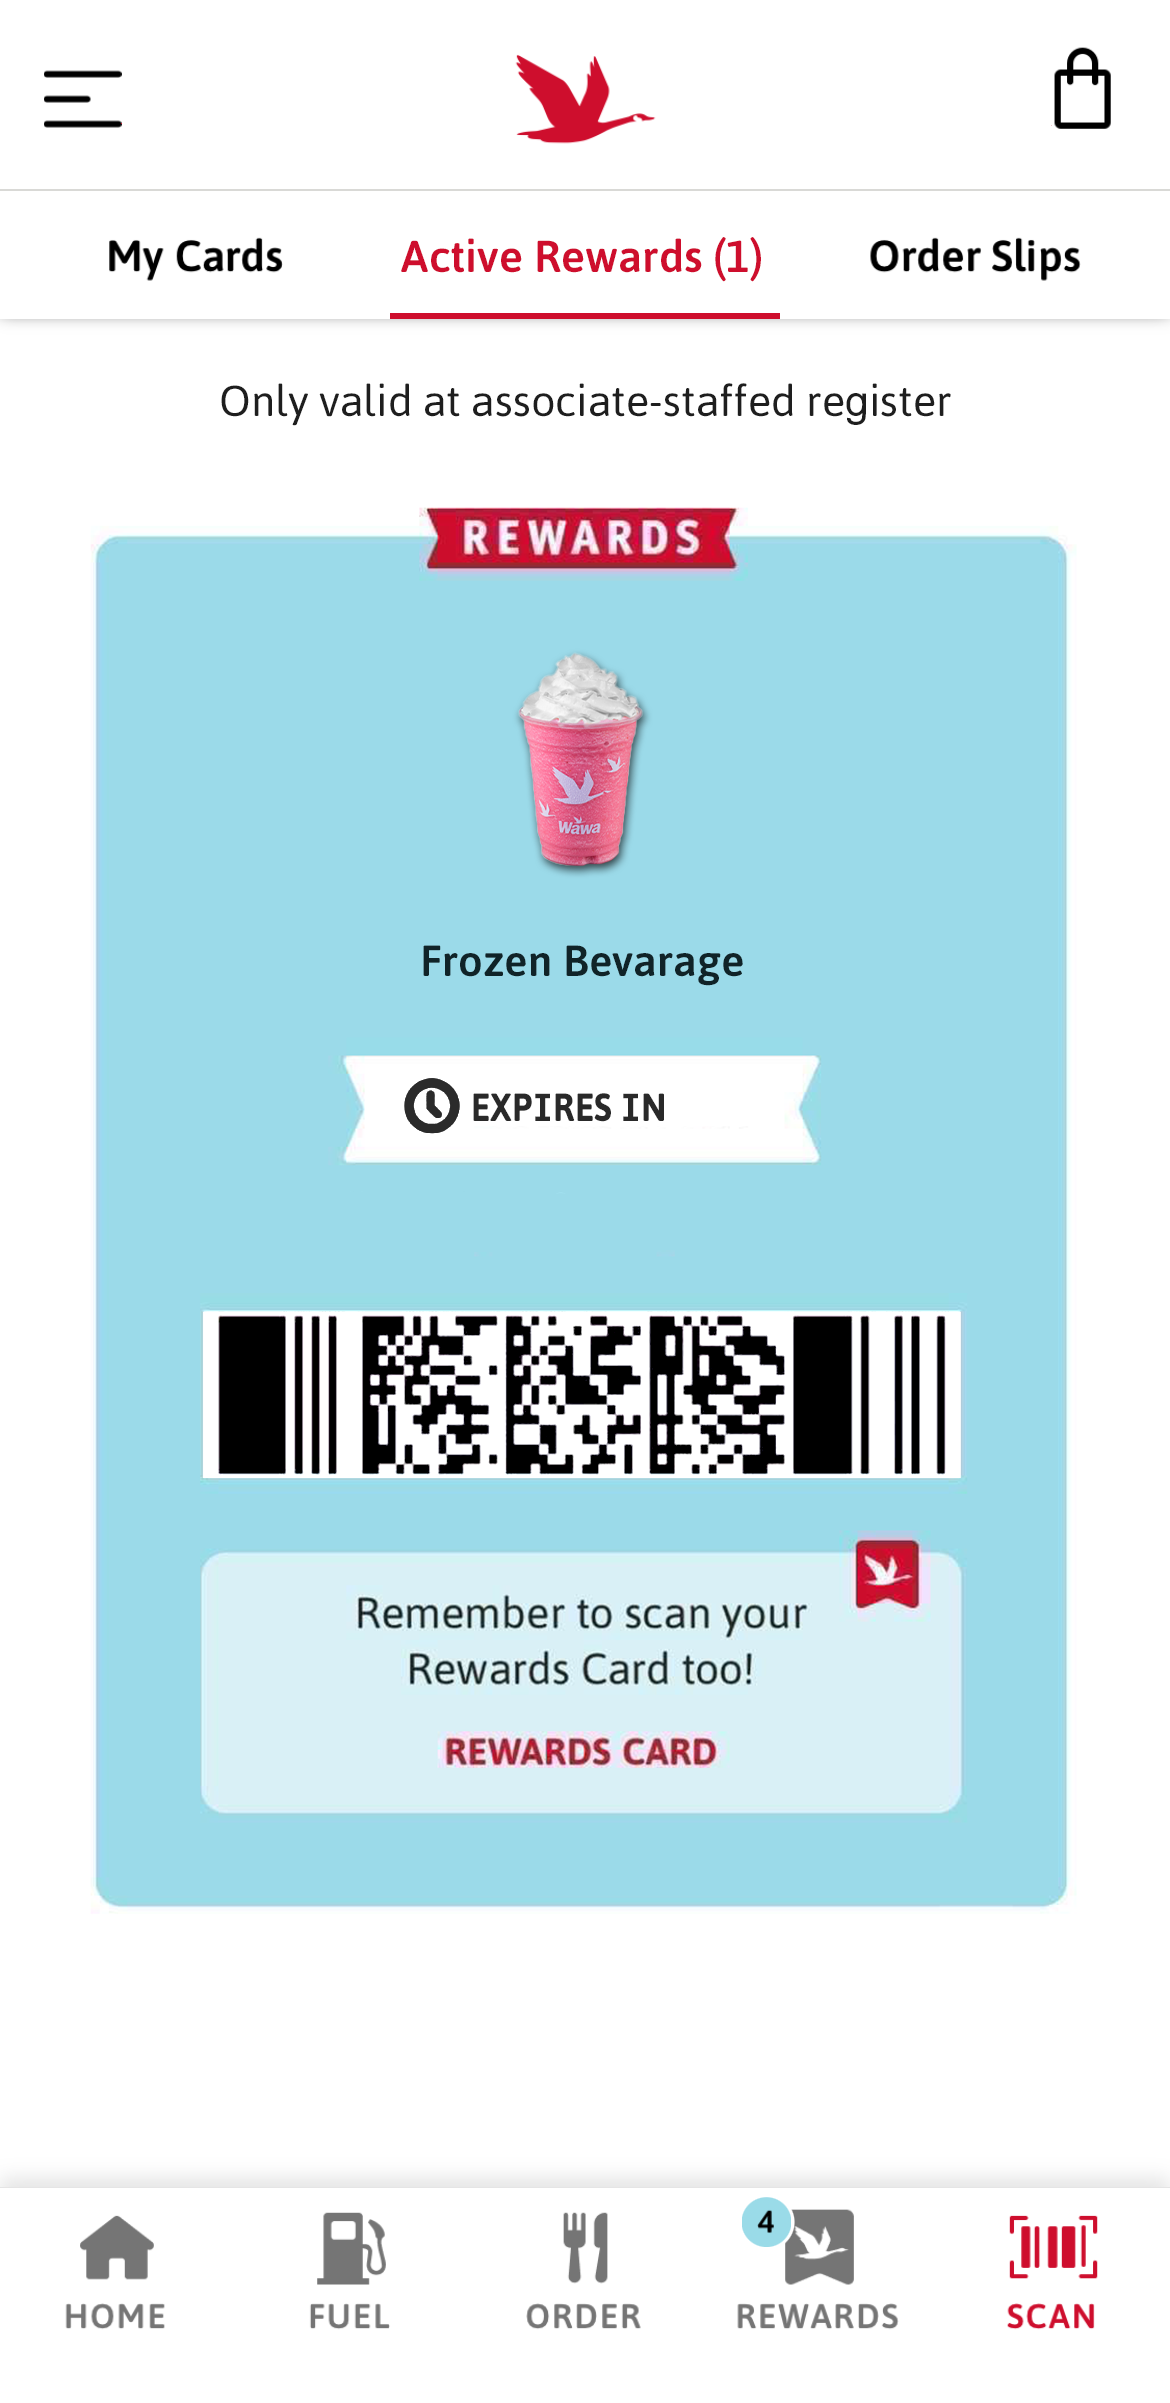 My Cards
Active Rewards (1)
Order Slips
Only valid at associate-staffed register
REWARDS
Wawa
Frozen Bevarage
EXPIRES IN
Remember to scan your
Rewards Card too!
REWARDS CARD
4
HOME
FUEL
ORDER
REWARDS
SCAN